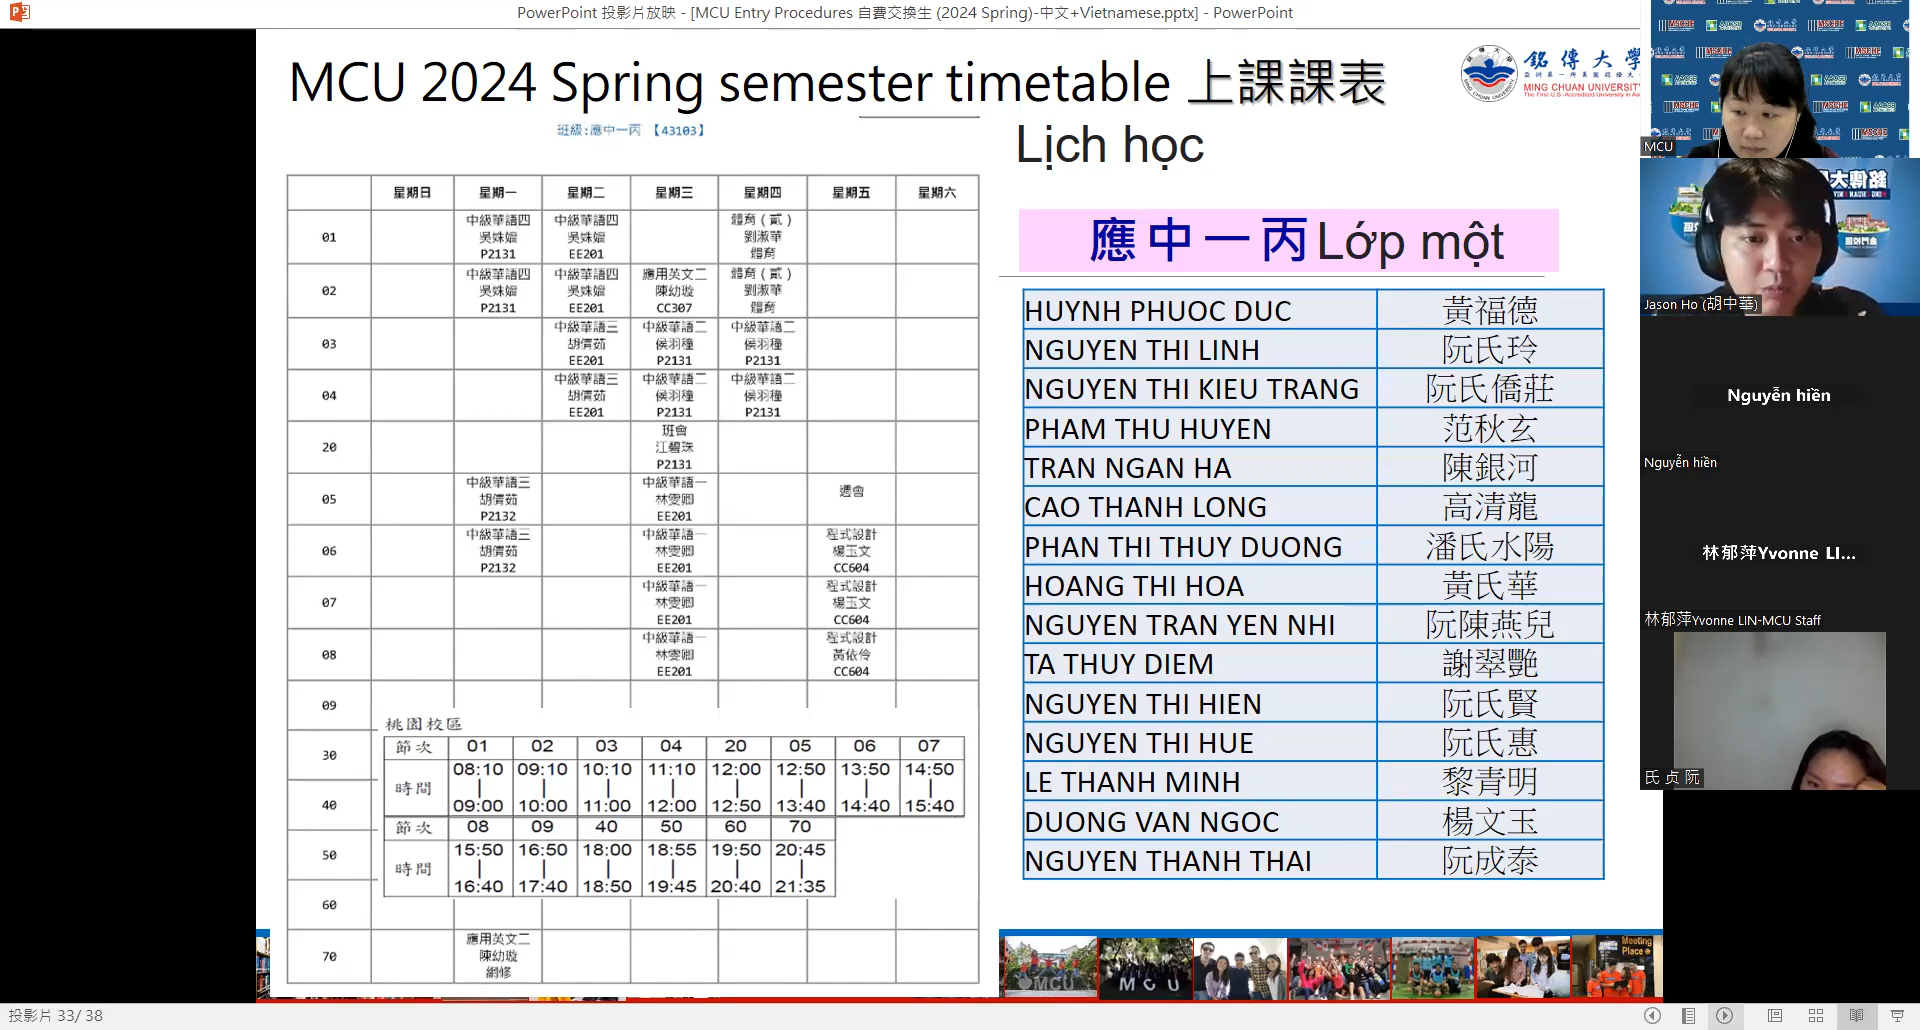 PowerPoint 投影片放映 - [MCU Entry Procedures 自費交換生 (2024 Spring)-中文+Vietnamese.pptx] - PowerPoint
MCU 2024 Spring semester timetable 上課課表
銘傳大學
MING CHUAN UNIVERSITY
The First U.S.-Accredited University in Asia
班級:應中一丙 【43103】
Lịch học
應中一丙 Lớp một
星期日 星期一 星期二 星期三 星期四 星期五 星期六
01
中級華語四 中級華語四 體育(貳)
P2131 EE201 劉淑華
體育
02
中級華語四 中級華語四 應用英文二 體育(貳)
P2131 EE201 陳幼璇 劉淑華
CC307 體育
03
中級華語三 中級華語二 中級華語二
胡倩茹 侯羽穜 侯羽穜
EE201 P2131 P2131
04
中級華語三 中級華語二 中級華語二
胡倩茹 侯羽穜 侯羽穜
EE201 P2131 P2131
20
班會
江碧珠
P2131
05
中級華語三 中級華語一 週會
胡倩茹 林雯卿
P2132 EE201
06
中級華語三 中級華語一 程式設計
胡倩茹 林雯卿 楊玉文
P2132 EE201 CC604
07
中級華語一 程式設計
林雯卿 楊玉文
EE201 CC604
08
中級華語一 程式設計
林雯卿 黃依伶
EE201 CC604
09
30
40
50
60
70
應用英文二
陳幼璇
網修
桃園校區
節次 01 02 03 04 20 05 06 07
時間 08:10 09:10 10:10 11:10 12:00 12:50 13:50 14:50
| | | | | | | |
09:00 10:00 11:00 12:00 12:50 13:40 14:40 15:40
節次 08 09 40 50 60 70
時間 15:50 16:50 18:00 18:55 19:50 20:45
| | | | | |
16:40 17:40 18:50 19:45 20:40 21:35
HUYNH PHUOC DUC 黃福德
NGUYEN THI LINH 阮氏玲
NGUYEN THI KIEU TRANG 阮氏僑莊
PHAM THU HUYEN 范秋玄
TRAN NGAN HA 陳銀河
CAO THANH LONG 高清龍
PHAN THI THUY DUONG 潘氏水陽
HOANG THI HOA 黃氏華
NGUYEN TRAN YEN NHI 阮陳燕兒
TA THUY DIEM 謝翠艷
NGUYEN THI HIEN 阮氏賢
NGUYEN THI HUE 阮氏惠
LE THANH MINH 黎青明
DUONG VAN NGOC 楊文玉
NGUYEN THANH THAI 阮成泰
MCU
MCU
Meeting
Place
MCU
Jason Ho (胡中華)
Nguyễn hiền
Nguyễn hiền
林郁萍Yvonne LI...
林郁萍Yvonne LIN-MCU Staff
氏 贞 阮
投影片 33/ 38